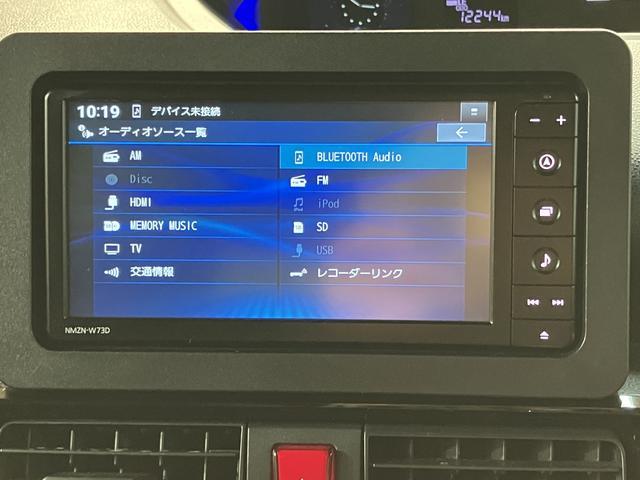 12244km
10:19 デバイス未接続
オーディオソース一覧
AM
BLUETOOTH Audio
Disc
FM
HDMI
iPod
MEMORY MUSIC
SD
TV
USB
交通情報
レコーダーリンク
NMZN-W73D